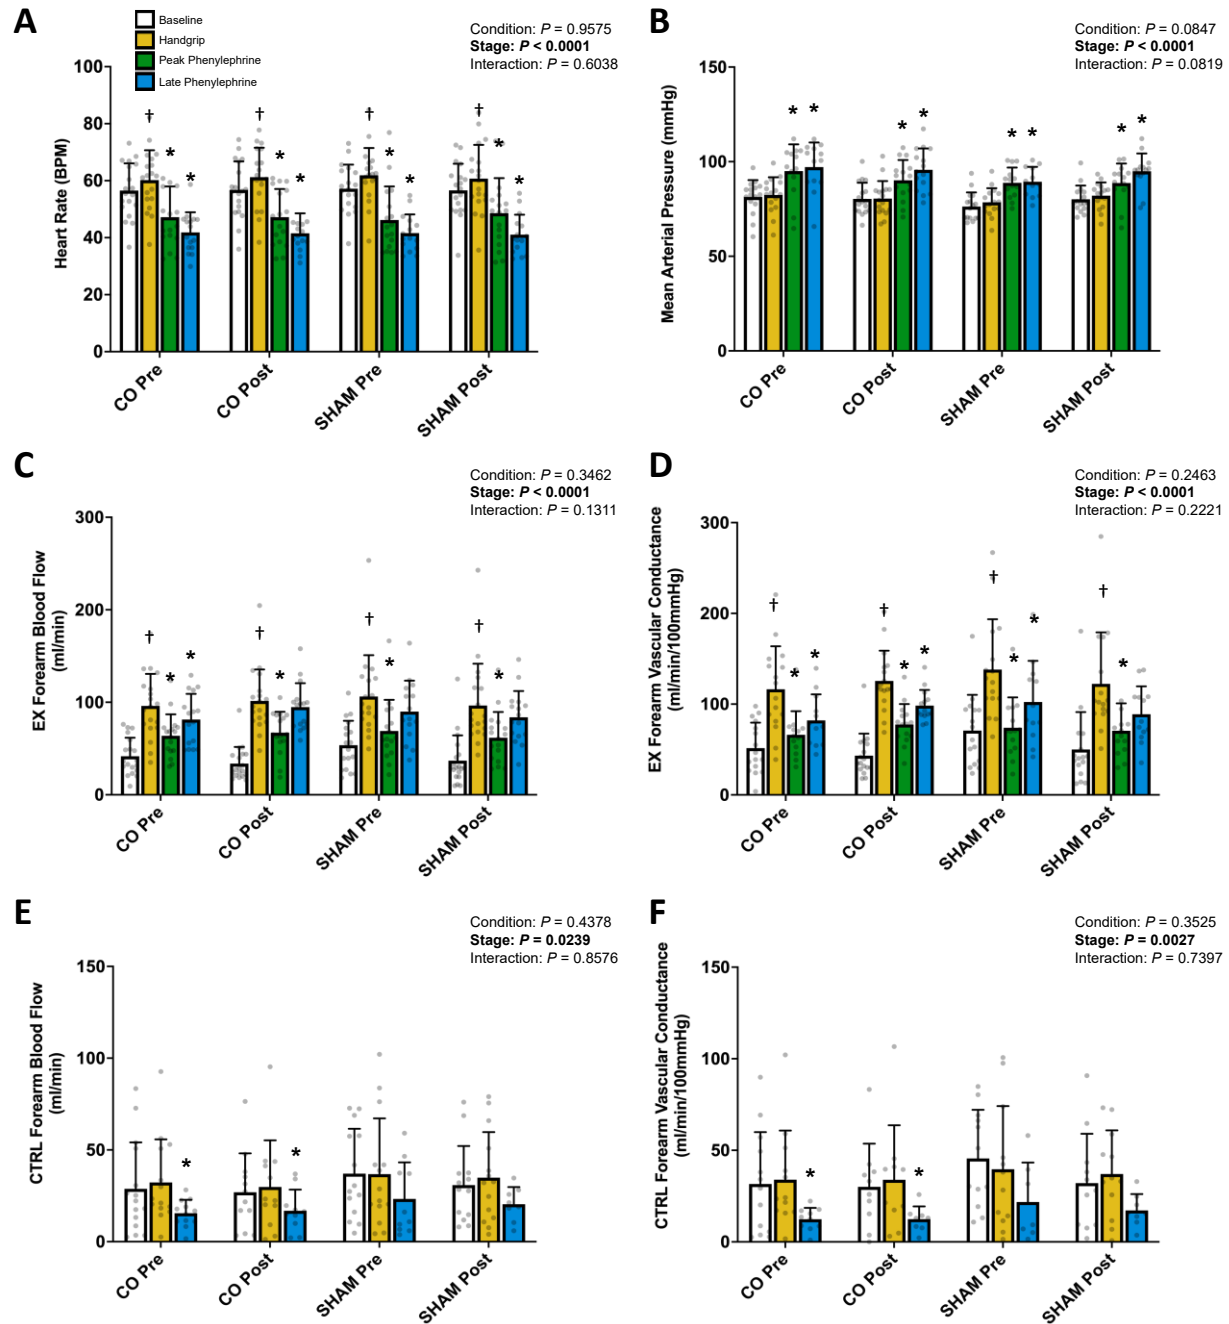 A
Baseline
Handgrip
Peak Phenylephrine
Late Phenylephrine
Condition: P = 0.9575
Stage: P < 0.0001
Interaction: P = 0.6038
Heart Rate (BPM)
100
80
60
40
20
0
† * * † * * † * * † * *
CO Pre
CO Post
SHAM Pre
SHAM Post
B
Condition: P = 0.0847
Stage: P < 0.0001
Interaction: P = 0.0819
Mean Arterial Pressure (mmHg)
150
100
50
0
* * * * * * * *
CO Pre
CO Post
SHAM Pre
SHAM Post
C
Condition: P = 0.3462
Stage: P < 0.0001
Interaction: P = 0.1311
EX Forearm Blood Flow
(ml/min)
300
200
100
0
† * * † * † * † *
CO Pre
CO Post
SHAM Pre
SHAM Post
D
Condition: P = 0.2463
Stage: P < 0.0001
Interaction: P = 0.2221
EX Forearm Vascular Conductance
(ml/min/100mmHg)
300
200
100
0
† * * † * * † * * † *
CO Pre
CO Post
SHAM Pre
SHAM Post
E
Condition: P = 0.4378
Stage: P = 0.0239
Interaction: P = 0.8576
CTRL Forearm Blood Flow
(ml/min)
150
100
50
0
* *
CO Pre
CO Post
SHAM Pre
SHAM Post
F
Condition: P = 0.3525
Stage: P = 0.0027
Interaction: P = 0.7397
CTRL Forearm Vascular Conductance
(ml/min/100mmHg)
150
100
50
0
* *
CO Pre
CO Post
SHAM Pre
SHAM Post